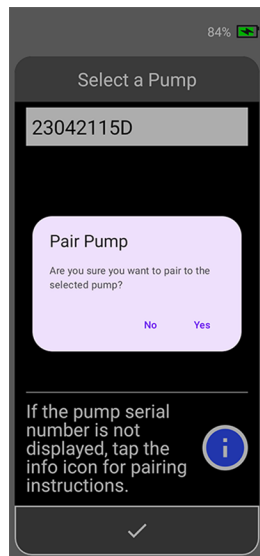 84%
Select a Pump
23042115D
Pair Pump
Are you sure you want to pair to the
selected pump?
No Yes
If the pump serial
number is not
displayed, tap the
info icon for pairing
instructions.